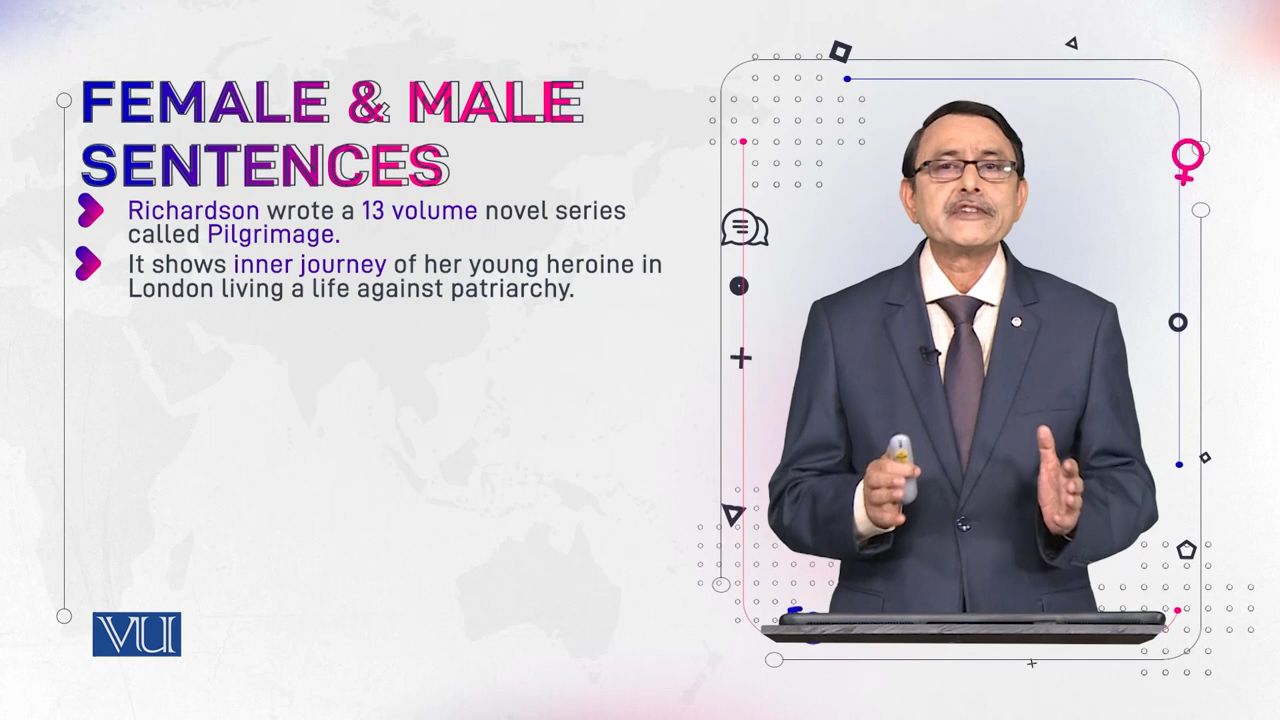 FEMALE & MALE
SENTENCES
Richardson wrote a 13 volume novel series
called Pilgrimage.
It shows inner journey of her young heroine in
London living a life against patriarchy.
VU